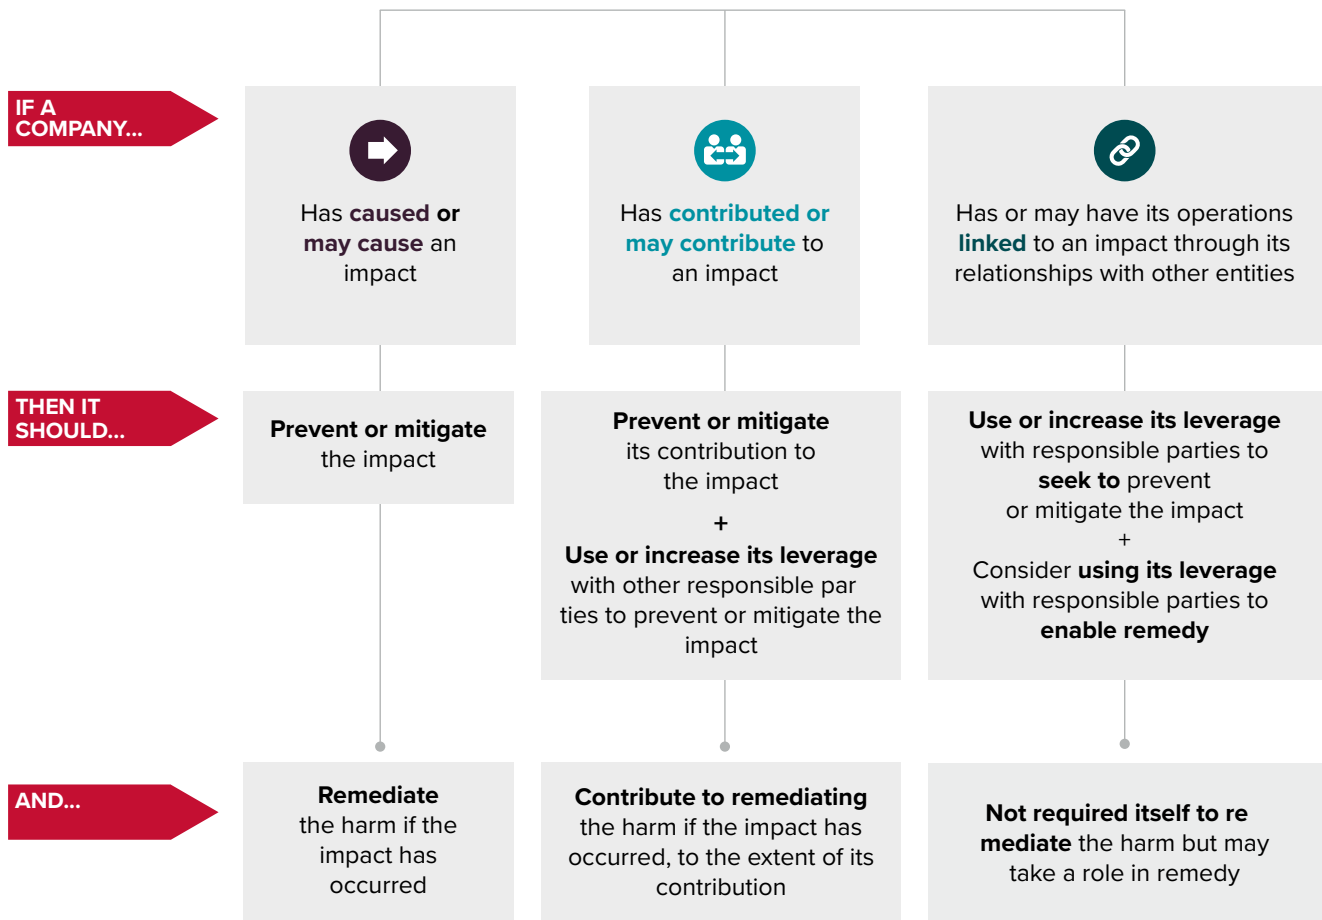 IF A
COMPANY...
Has caused or
may cause an
impact
Has contributed or
may contribute to
an impact
Has or may have its operations
linked to an impact through its
relationships with other entities
THEN IT
SHOULD...
Prevent or mitigate
the impact
Prevent or mitigate
its contribution to
the impact
+
Use or increase its leverage
with other responsible par
ties to prevent or mitigate the
impact
Use or increase its leverage
with responsible parties to
seek to prevent
or mitigate the impact
+
Consider using its leverage
with responsible parties to
enable remedy
AND...
Remediate
the harm if the
impact has
occurred
Contribute to remediating
the harm if the impact has
occurred, to the extent of its
contribution
Not required itself to re
mediate the harm but may
take a role in remedy